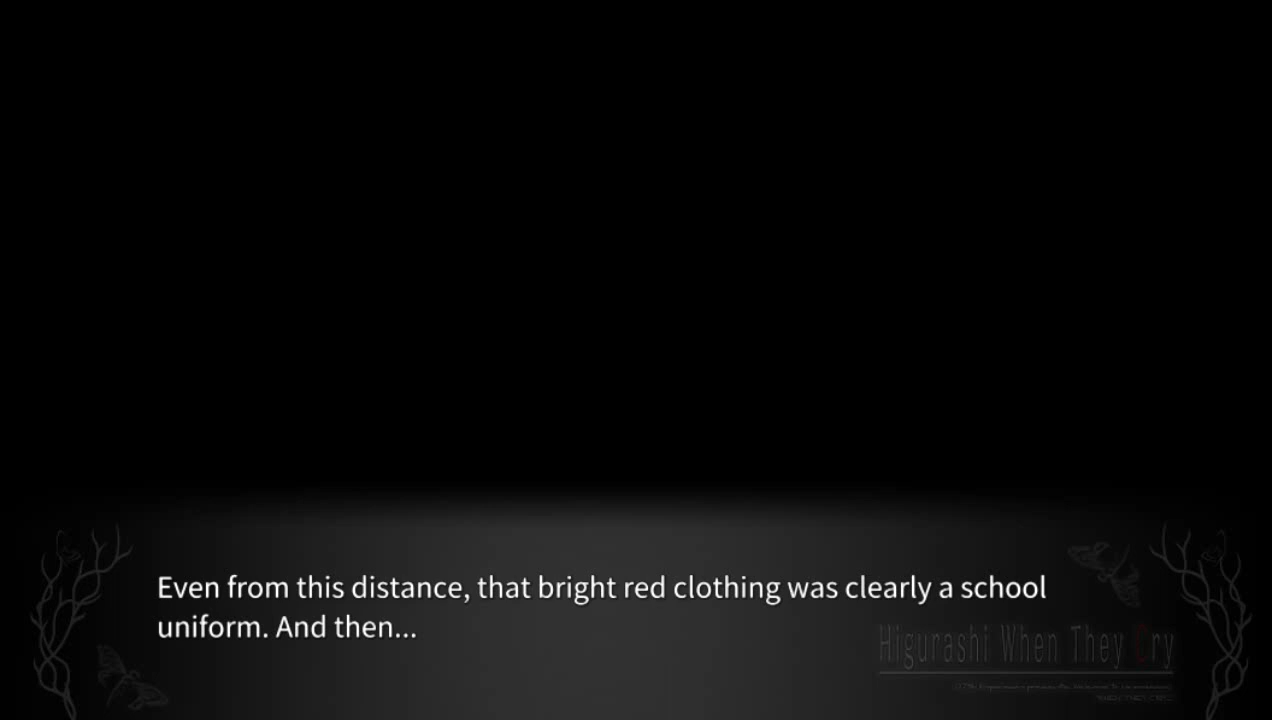 Even from this distance, that bright red clothing was clearly a school
uniform. And then...
Higurashi When They Cry